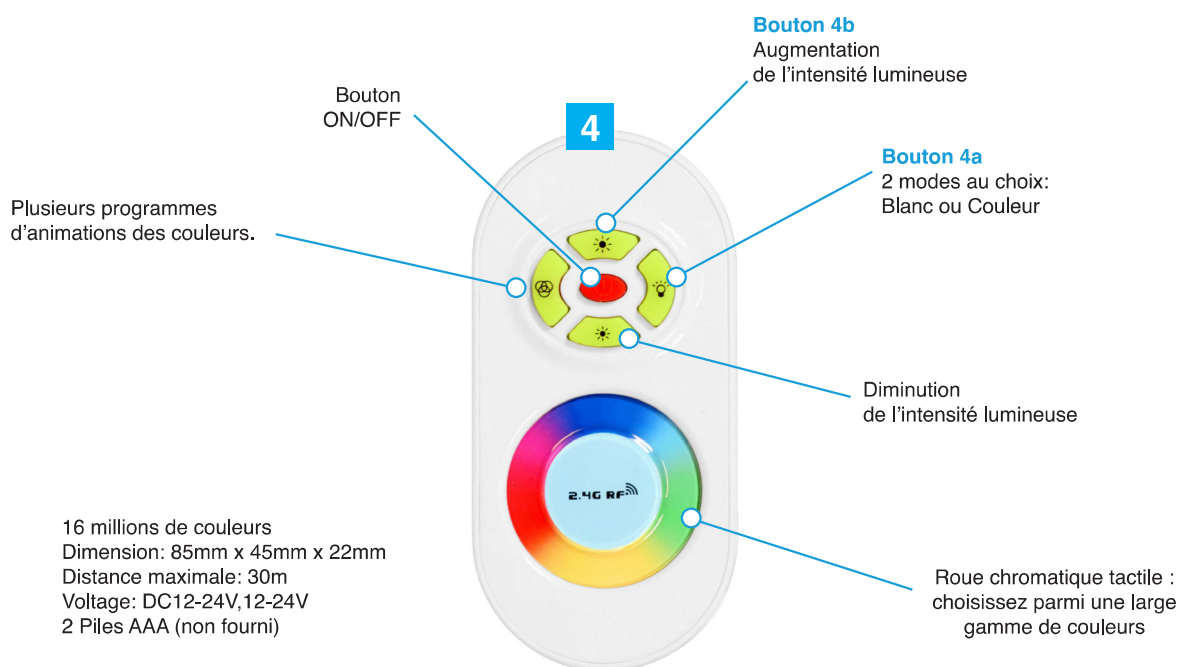 Bouton 4b
Augmentation
de l'intensité lumineuse
Bouton
ON/OFF
4
Bouton 4a
2 modes au choix:
Blanc ou Couleur
Plusieurs programmes
d'animations des couleurs.
Diminution
de l'intensité lumineuse
2.4G RF
16 millions de couleurs
Dimension: 85mm x 45mm x 22mm
Distance maximale: 30m
Voltage: DC12-24V,12-24V
2 Piles AAA (non fourni)
Roue chromatique tactile :
choisissez parmi une large
gamme de couleurs